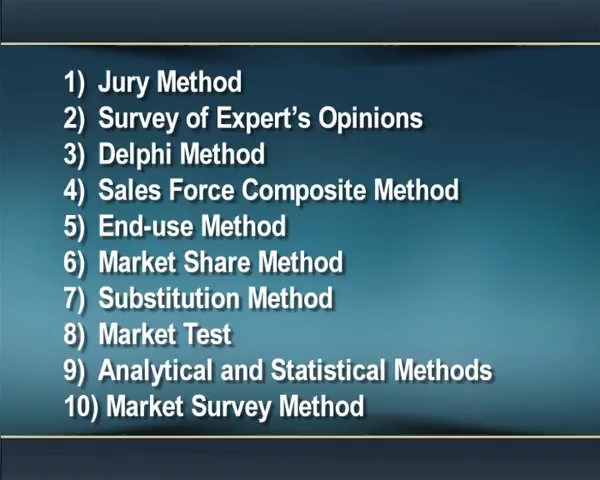 1) Jury Method
2) Survey of Expert's Opinions
3) Delphi Method
4) Sales Force Composite Method
5) End-use Method
6) Market Share Method
7) Substitution Method
8) Market Test
9) Analytical and Statistical Methods
10) Market Survey Method